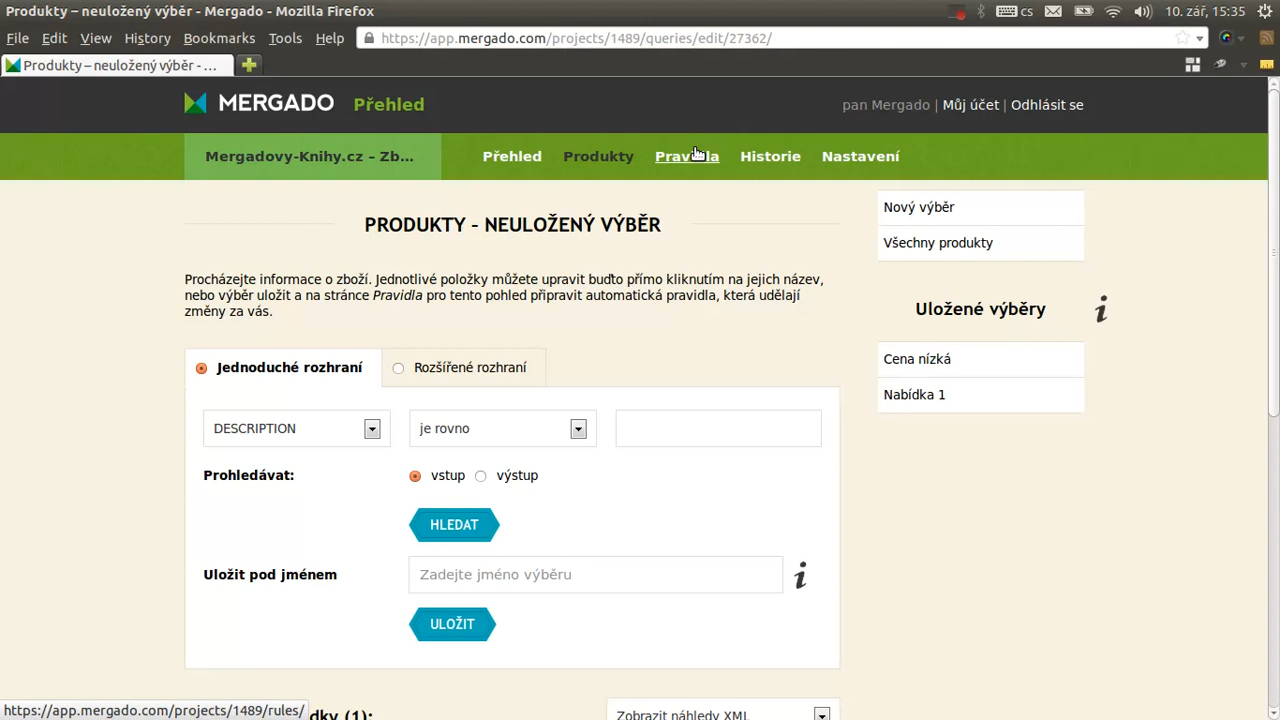 Produkty – neuložený výběr - Mergado - Mozilla Firefox
cs
10. zář, 15:35
File Edit View History Bookmarks Tools Help
https://app.mergado.com/projects/1489/queries/edit/27362/
Produkty – neuložený výběr - ...
MERGADO Přehled
pan Mergado | Můj účet | Odhlásit se
Mergadovy-Knihy.cz – Zb...
Přehled Produkty Pravidla Historie Nastavení
PRODUKTY - NEULOŽENÝ VÝBĚR
Procházejte informace o zboží. Jednotlivé položky můžete upravit buďto přímo kliknutím na jejich název,
nebo výběr uložit a na stránce Pravidla pro tento pohled připravit automatická pravidla, která udělají
změny za vás.
Jednoduché rozhraní
Rozšířené rozhraní
DESCRIPTION
je rovno
Prohledávat:
vstup
výstup
HLEDAT
Uložit pod jménem
Zadejte jméno výběru
i
ULOŽIT
Nový výběr
Všechny produkty
Uložené výběry
i
Cena nízká
Nabídka 1
dky (1):
Zobrazit náhledy XML
https://app.mergado.com/projects/1489/rules/